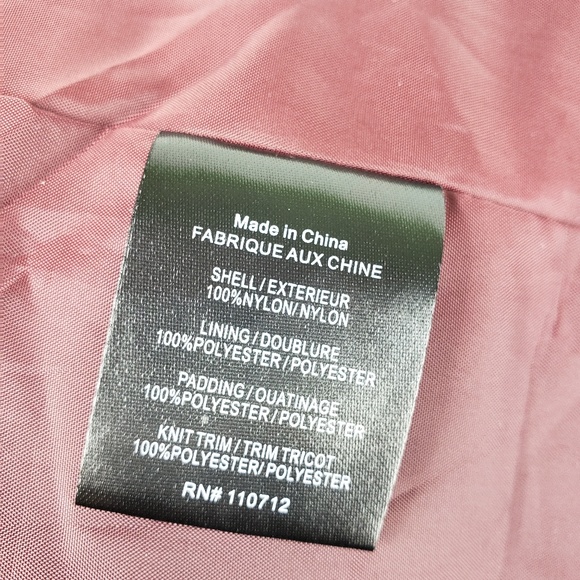 Made in China
FABRIQUE AUX CHINE
SHELL/EXTERIEUR
100%NYLON/NYLON
LINING/DOUBLURE
100%POLYESTER/POLYESTER
PADDING/OUATINAGE
100%POLYESTER/POLYESTER
KNIT TRIM/TRIM TRICOT
100%POLYESTER/POLYESTER
RN# 110712